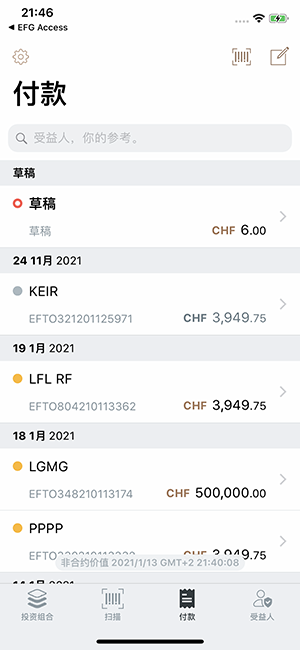 21:46
◀ EFG Access
付款
受益人，你的参考。
草稿
草稿
草稿 CHF 6.00
24 11月 2021
KEIR
EFTO321201125971 CHF 3,949.75
19 1月 2021
LFL RF
EFTO804210113362 CHF 3,949.75
18 1月 2021
LGMG
EFTO348210113174 CHF 500,000.00
PPPP
CHF 3,949.75
非合约价值 2021/1/13 GMT+2 21:40:08
14 1月 2021
投资组合 扫描 付款 受益人